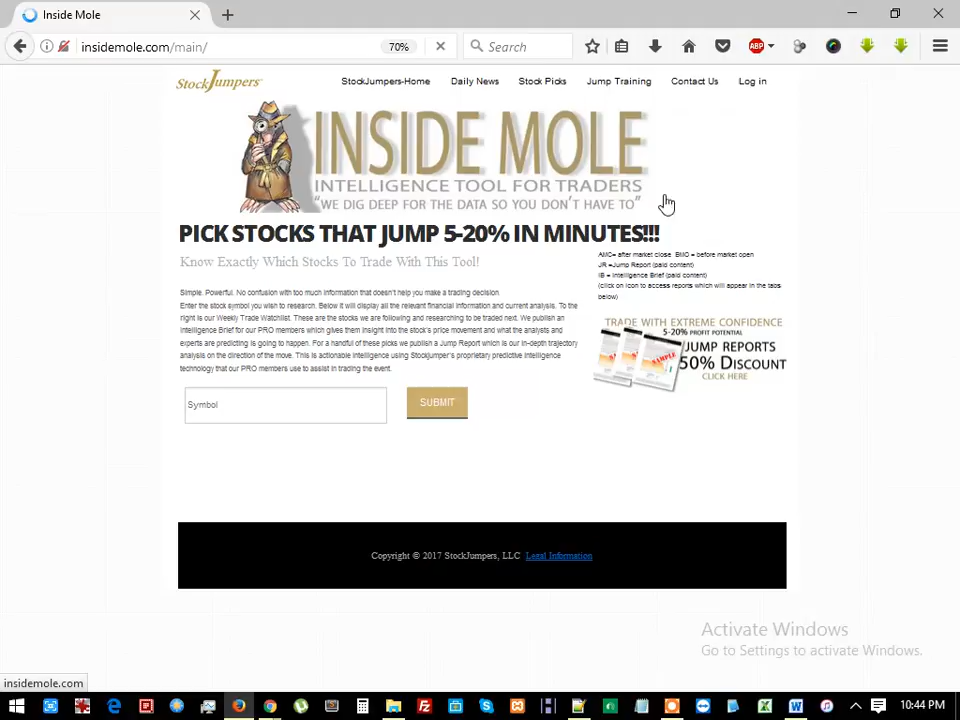 Inside Mole
insidemole.com/main/
70%
Search
ABP
StockJumpers
StockJumpers-Home
Daily News
Stock Picks
Jump Training
Contact Us
Log in
INSIDE MOLE
INTELLIGENCE TOOL FOR TRADERS
"WE DIG DEEP FOR THE DATA SO YOU DON'T HAVE TO"
PICK STOCKS THAT JUMP 5-20% IN MINUTES!!!
Know Exactly Which Stocks To Trade With This Tool!
Simple. Powerful. No confusion with too much information that doesn't help you make a trading decision
Enter the stock symbol you wish to research. Below it will display all the relevant financial information and current analysis. To the
right is our Weekly Trade Watchlist. These are the stocks we are following and researching to be traded next. We publish an
Intelligence Brief for our PRO members which gives them insight into the stock's price movement and what the analysts and
experts are predicting is going to happen. For a handful of these picks we publish a Jump Report which is our in-depth trajectory
analysis on the direction of the move. This is actionable intelligence using Stockjumper's proprietary predictive intelligence
technology that our PRO members use to assist in trading the event.
Symbol
SUBMIT
AMC= after market close BMO = before market open
JR =Jump Report (paid content)
IB = Intelligence Brief (paid content)
(click on icon to access reports which will appear in the tabs
below)
TRADE WITH EXTREME CONFIDENCE
5-20% PROFIT POTENTIAL
JUMP REPORTS
50% DISCOUNT
CLICK HERE
SAMPLE
Copyright © 2017 StockJumpers, LLC Legal Information
Activate Windows
Go to Settings to activate Windows.
insidemole.com
10:44 PM